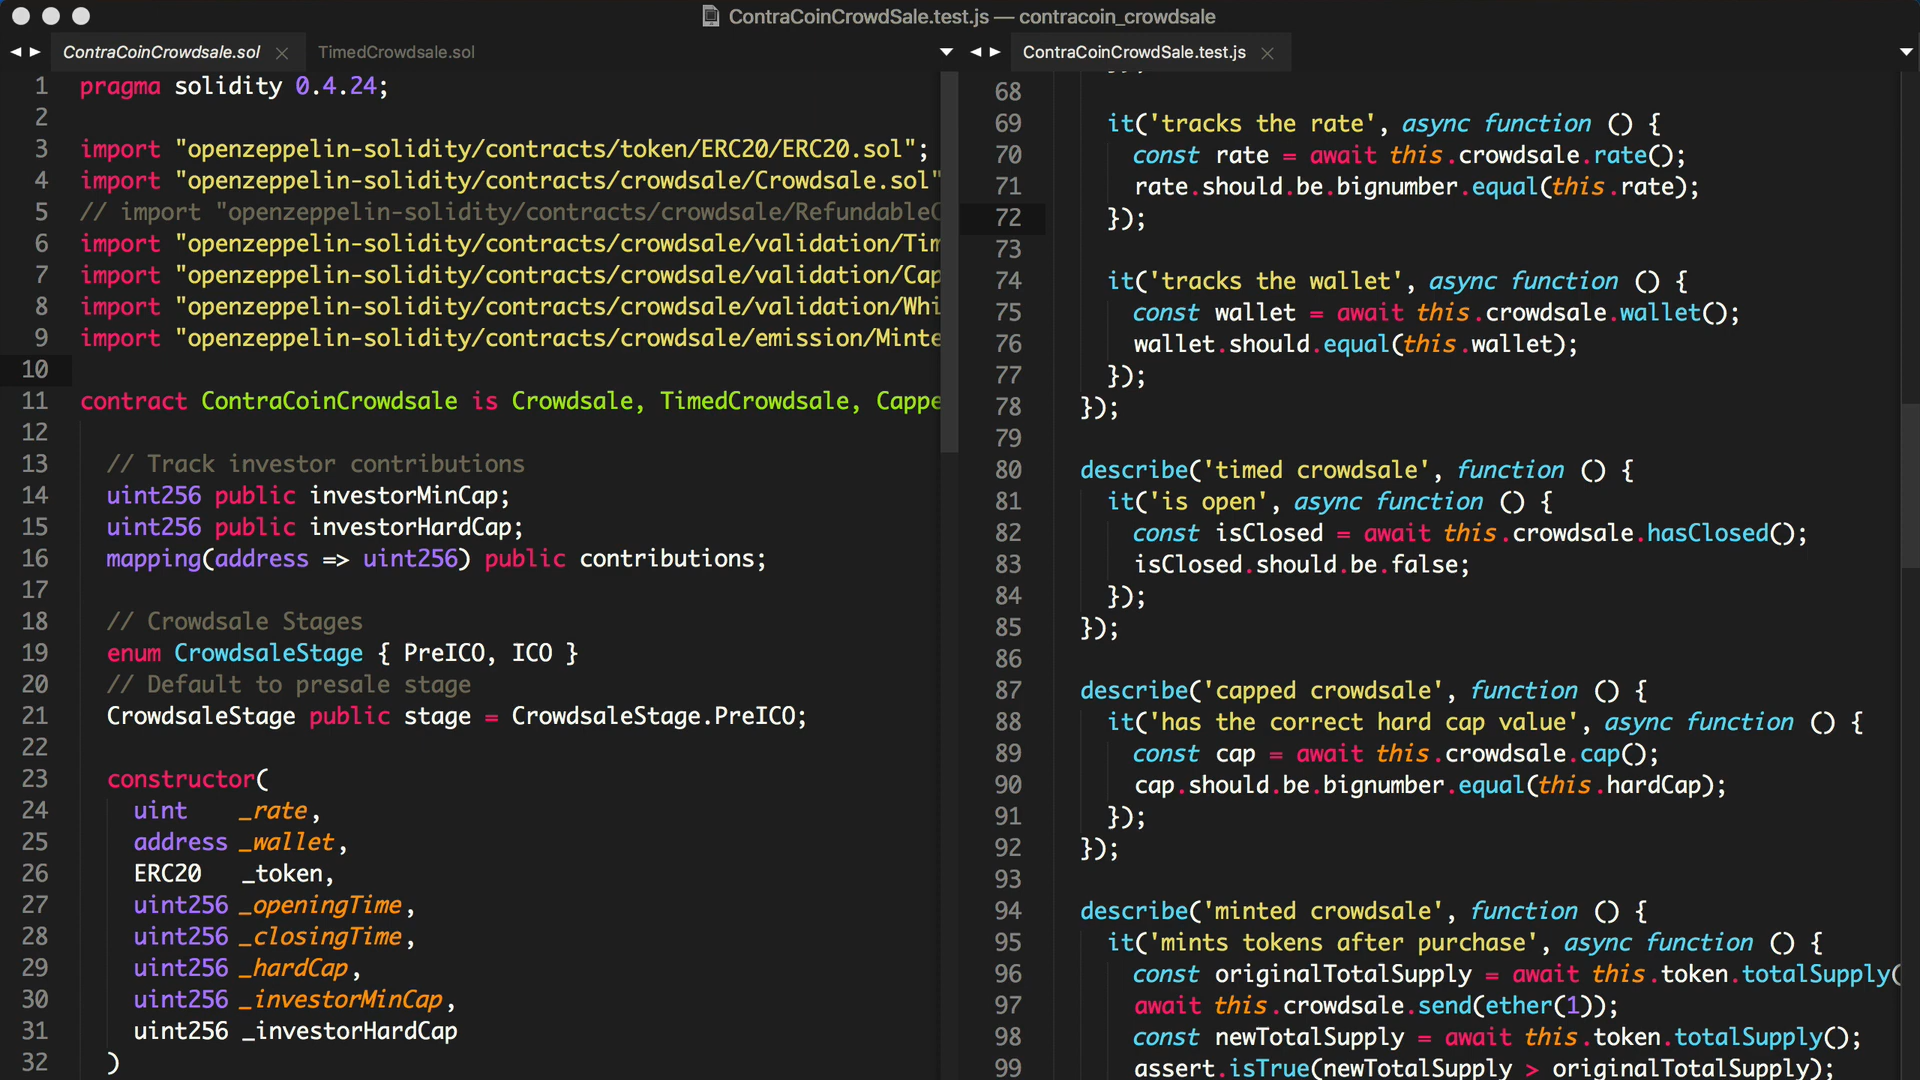 ContraCoinCrowdSale.test.js — contracoin_crowdsale
ContraCoinCrowdsale.sol
TimedCrowdsale.sol
1 pragma solidity 0.4.24;
2
3 import "openzeppelin-solidity/contracts/token/ERC20/ERC20.sol";
4 import "openzeppelin-solidity/contracts/crowdsale/Crowdsale.sol"
5 // import "openzeppelin-solidity/contracts/crowdsale/RefundableC
6 import "openzeppelin-solidity/contracts/crowdsale/validation/Tim
7 import "openzeppelin-solidity/contracts/crowdsale/validation/Cap
8 import "openzeppelin-solidity/contracts/crowdsale/validation/Whi
9 import "openzeppelin-solidity/contracts/crowdsale/emission/Minte
10
11 contract ContraCoinCrowdsale is Crowdsale, TimedCrowdsale, Cappe
12
13 // Track investor contributions
14 uint256 public investorMinCap;
15 uint256 public investorHardCap;
16 mapping(address => uint256) public contributions;
17
18 // Crowdsale Stages
19 enum CrowdsaleStage { PreICO, ICO }
20 // Default to presale stage
21 CrowdsaleStage public stage = CrowdsaleStage.PreICO;
22
23 constructor(
24 uint _rate,
25 address _wallet,
26 ERC20 _token,
27 uint256 _openingTime,
28 uint256 _closingTime,
29 uint256 _hardCap,
30 uint256 _investorMinCap,
31 uint256 _investorHardCap
32 )
ContraCoinCrowdSale.test.js
68
69 it('tracks the rate', async function () {
70 const rate = await this.crowdsale.rate();
71 rate.should.be.bignumber.equal(this.rate);
72 });
73
74 it('tracks the wallet', async function () {
75 const wallet = await this.crowdsale.wallet();
76 wallet.should.equal(this.wallet);
77 });
78 });
79
80 describe('timed crowdsale', function () {
81 it('is open', async function () {
82 const isClosed = await this.crowdsale.hasClosed();
83 isClosed.should.be.false;
84 });
85 });
86
87 describe('capped crowdsale', function () {
88 it('has the correct hard cap value', async function () {
89 const cap = await this.crowdsale.cap();
90 cap.should.be.bignumber.equal(this.hardCap);
91 });
92 });
93
94 describe('minted crowdsale', function () {
95 it('mints tokens after purchase', async function () {
96 const originalTotalSupply = await this.token.totalSupply(
97 await this.crowdsale.send(ether(1));
98 const newTotalSupply = await this.token.totalSupply();
99 assert.isTrue(newTotalSupply > originalTotalSupply);